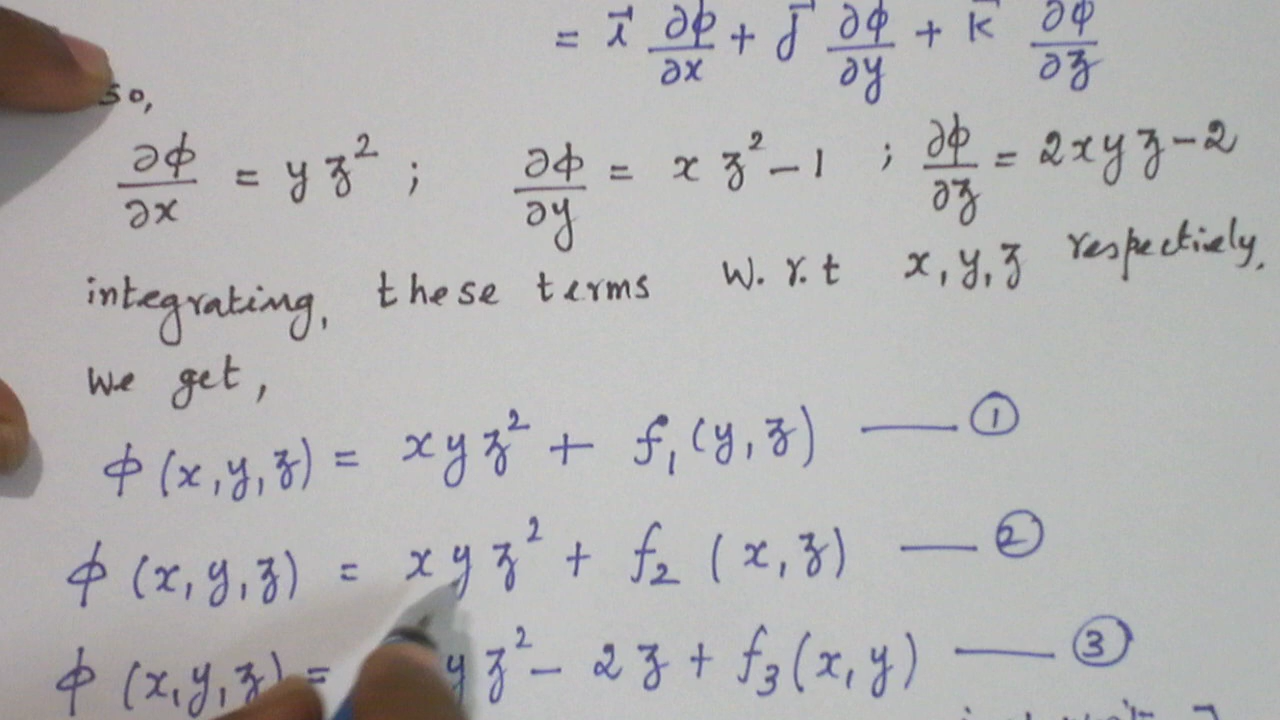 = i⃗ ∂ϕ/∂x + j⃗ ∂ϕ/∂y + k⃗ ∂ϕ/∂z
so,
∂ϕ/∂x = yz² ; ∂ϕ/∂y = xz² - 1 ; ∂ϕ/∂z = 2xyz - 2
integrating, these terms w.r.t x, y, z respectively,
we get,
ϕ(x, y, z) = xyz² + f₁(y, z) —— ①
ϕ(x, y, z) = xyz² + f₂(x, z) —— ②
ϕ(x, y, z) = yz² - 2z + f₃(x, y) —— ③